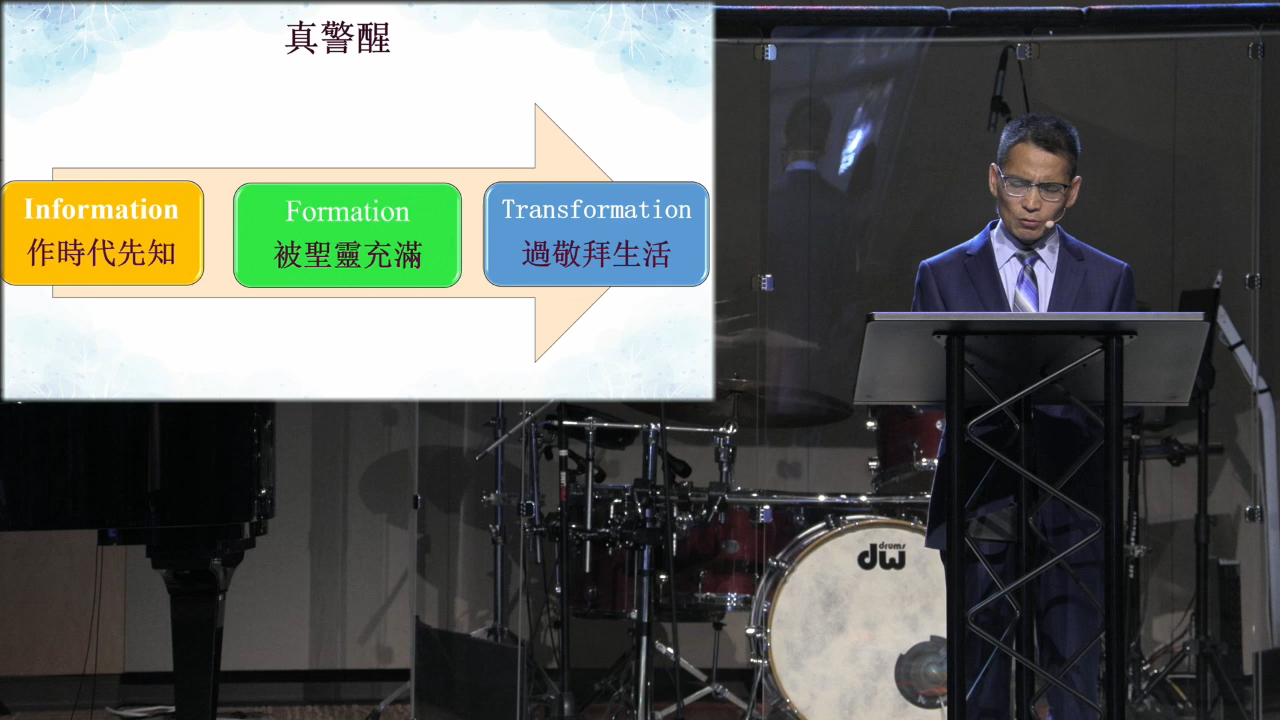 真警醒
Information
作時代先知
Formation
被聖靈充滿
Transformation
過敬拜生活
drums
dw